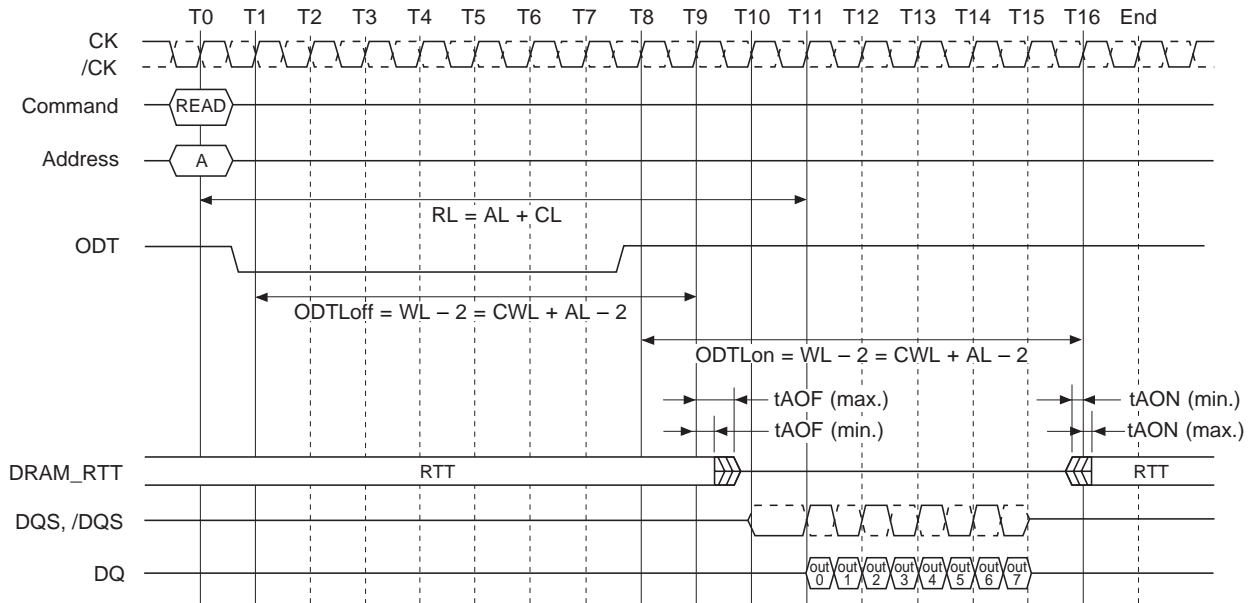 T0 T1 T2 T3 T4 T5 T6 T7 T8 T9 T10 T11 T12 T13 T14 T15 T16 End
CK
/CK
Command READ
Address A
RL = AL + CL
ODT
ODTLoff = WL – 2 = CWL + AL – 2
ODTLon = WL – 2 = CWL + AL – 2
tAOF (max.) tAON (min.)
tAOF (min.) tAON (max.)
DRAM_RTT RTT RTT
DQS, /DQS
DQ out 0 out 1 out 2 out 3 out 4 out 5 out 6 out 7